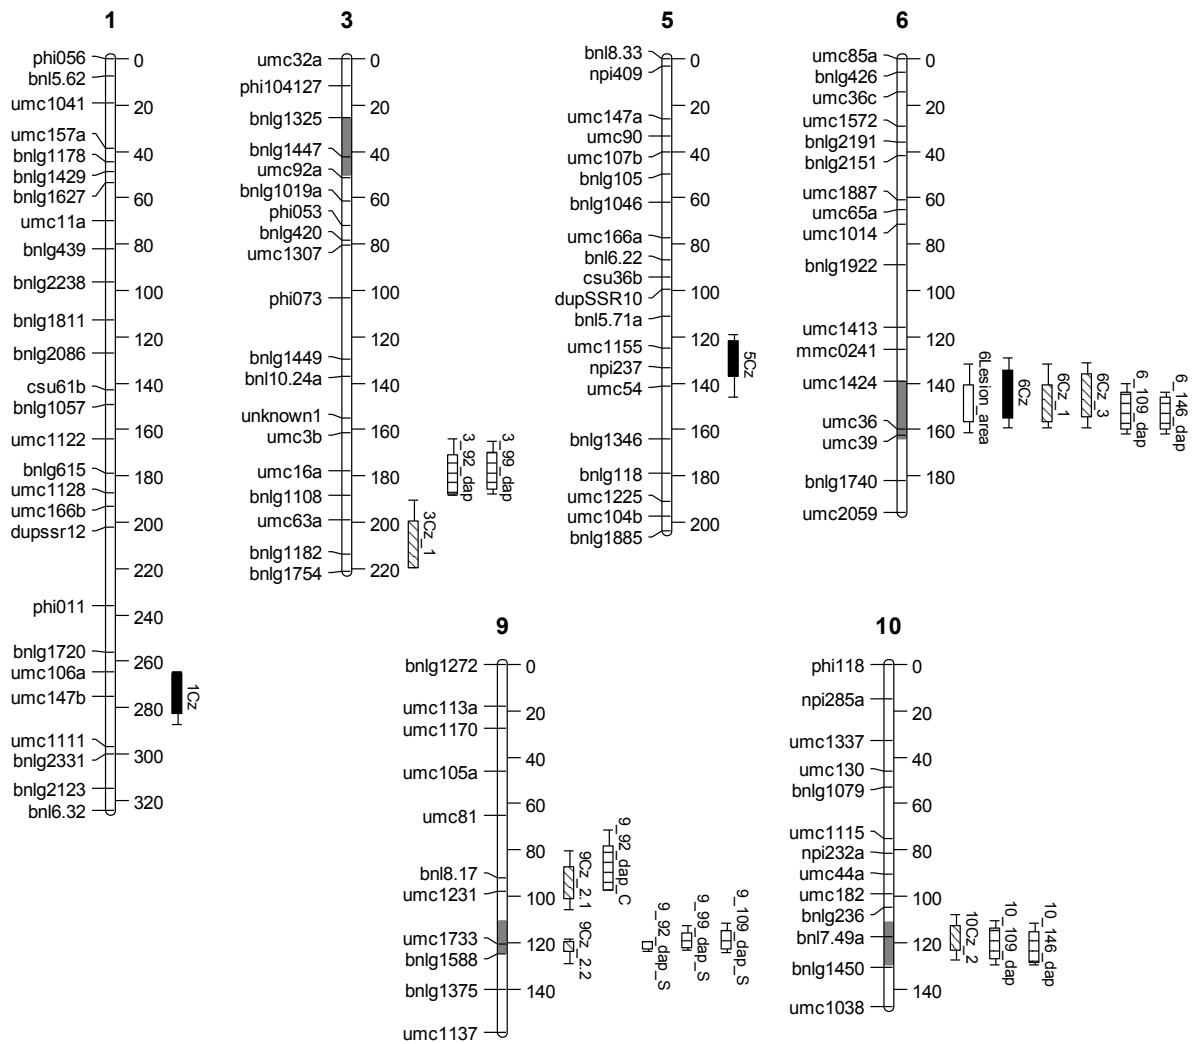 1
phi056
bnl5.62
umc1041
umc157a
bnlg1178
bnlg1429
bnlg1627
umc11a
bnlg439
bnlg2238
bnlg1811
bnlg2086
csu61b
bnlg1057
umc1122
bnlg615
umc1128
umc166b
dupssr12
phi011
bnlg1720
umc106a
umc147b
umc1111
bnlg2331
bnlg2123
bnl6.32
0
20
40
60
80
100
120
140
160
180
200
220
240
260
280
300
320
1Cz
3
umc32a
phi104127
bnlg1325
bnlg1447
umc92a
bnlg1019a
phi053
bnlg420
umc1307
phi073
bnlg1449
bnl10.24a
unknown1
umc3b
umc16a
bnlg1108
umc63a
bnlg1182
bnlg1754
0
20
40
60
80
100
120
140
160
180
200
220
3Cz_1
3_92_dap
3_99_dap
5
bnl8.33
npi409
umc147a
umc90
umc107b
bnlg105
bnlg1046
umc166a
bnl6.22
csu36b
dupSSR10
bnl5.71a
umc1155
npi237
umc54
bnlg1346
bnlg118
umc1225
umc104b
bnlg1885
0
20
40
60
80
100
120
140
160
180
200
5Cz
6
umc85a
bnlg426
umc36c
umc1572
bnlg2191
bnlg2151
umc1887
umc65a
umc1014
bnlg1922
umc1413
mmc0241
umc1424
umc36
umc39
bnlg1740
umc2059
0
20
40
60
80
100
120
140
160
180
6Lesion_area
6Cz
6Cz_1
6Cz_3
6_109_dap
6_146_dap
9
bnlg1272
umc113a
umc1170
umc105a
umc81
bnl8.17
umc1231
umc1733
bnlg1588
bnlg1375
umc1137
0
20
40
60
80
100
120
140
9Cz_2.1
9Cz_2.2
9_92_dap_C
9_92_dap_S
9_99_dap_S
9_109_dap_S
10
phi118
npi285a
umc1337
umc130
bnlg1079
umc1115
npi232a
umc44a
umc182
bnlg236
bnl7.49a
bnlg1450
umc1038
0
20
40
60
80
100
120
140
10Cz_2
10_109_dap
10_146_dap